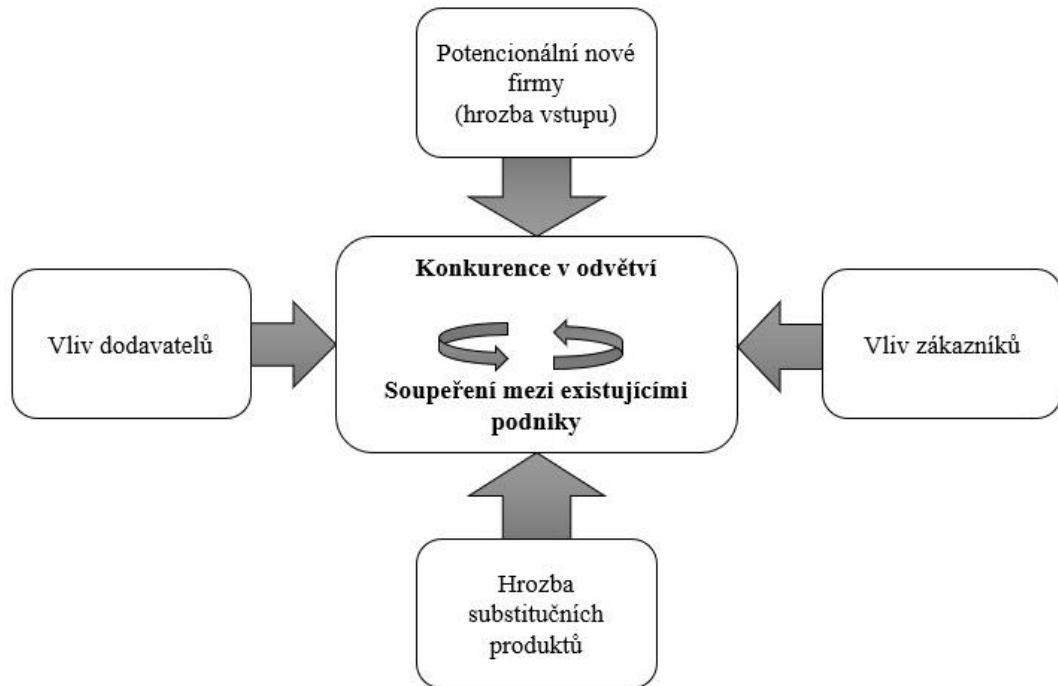 Potencionální nové
firmy
(hrozba vstupu)
Konkurence v odvětví
Vliv dodavatelů
Vliv zákazníků
Soupeření mezi existujícími
podniky
Hrozba
substitučních
produktů